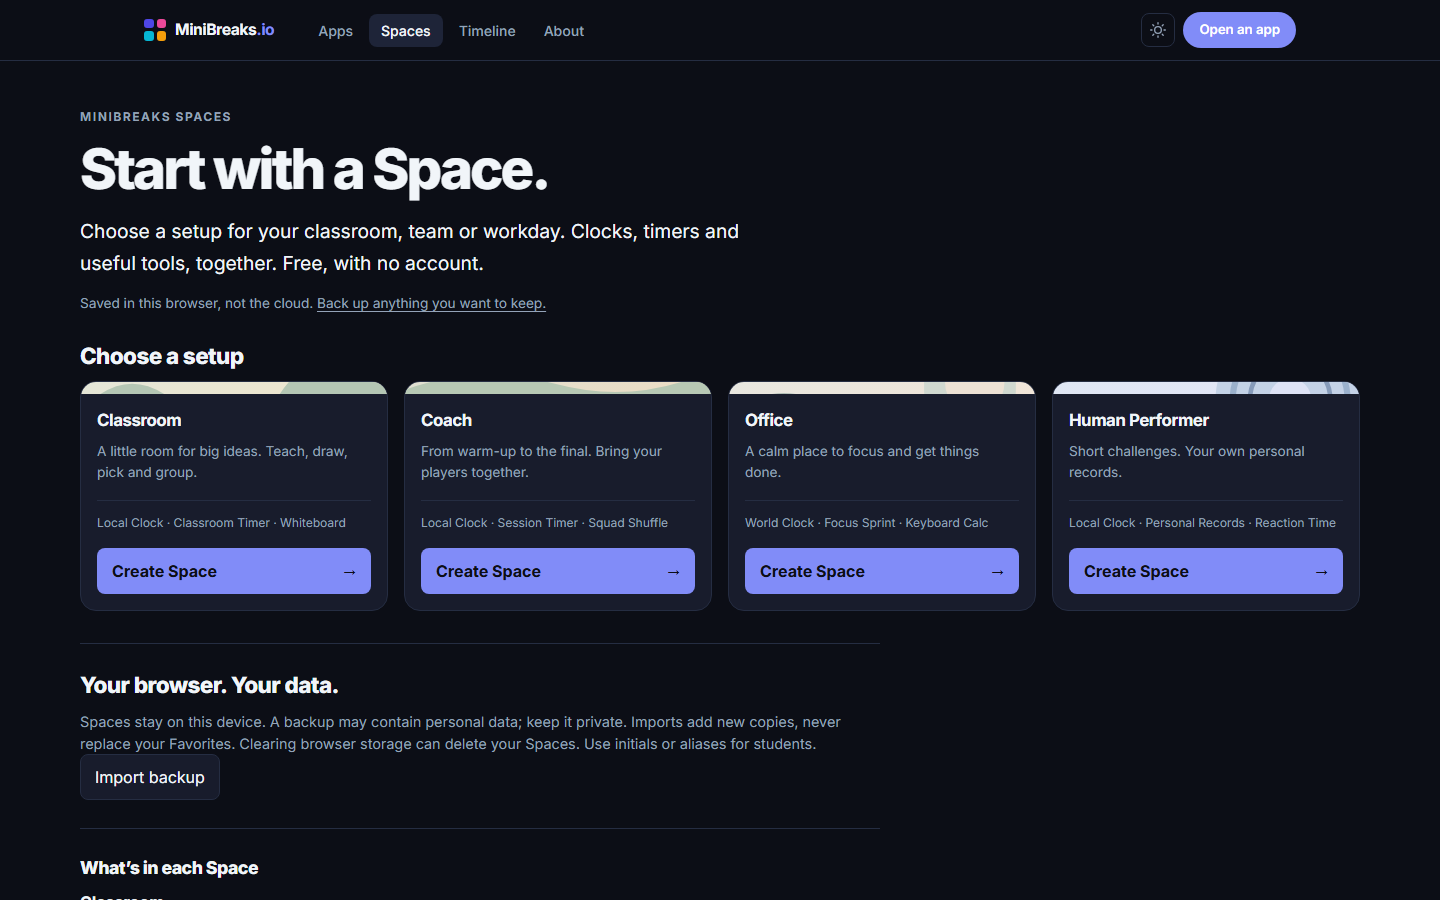 MiniBreaks.io
Apps
Spaces
Timeline
About
Open an app
MINIBREAKS SPACES
Start with a Space.
Choose a setup for your classroom, team or workday. Clocks, timers and
useful tools, together. Free, with no account.
Saved in this browser, not the cloud. Back up anything you want to keep.
Choose a setup
Classroom
A little room for big ideas. Teach, draw,
pick and group.
Local Clock · Classroom Timer · Whiteboard
Create Space →
Coach
From warm-up to the final. Bring your
players together.
Local Clock · Session Timer · Squad Shuffle
Create Space →
Office
A calm place to focus and get things
done.
World Clock · Focus Sprint · Keyboard Calc
Create Space →
Human Performer
Short challenges. Your own personal
records.
Local Clock · Personal Records · Reaction Time
Create Space →
Your browser. Your data.
Spaces stay on this device. A backup may contain personal data; keep it private. Imports add new copies, never
replace your Favorites. Clearing browser storage can delete your Spaces. Use initials or aliases for students.
Import backup
What's in each Space
Classroom